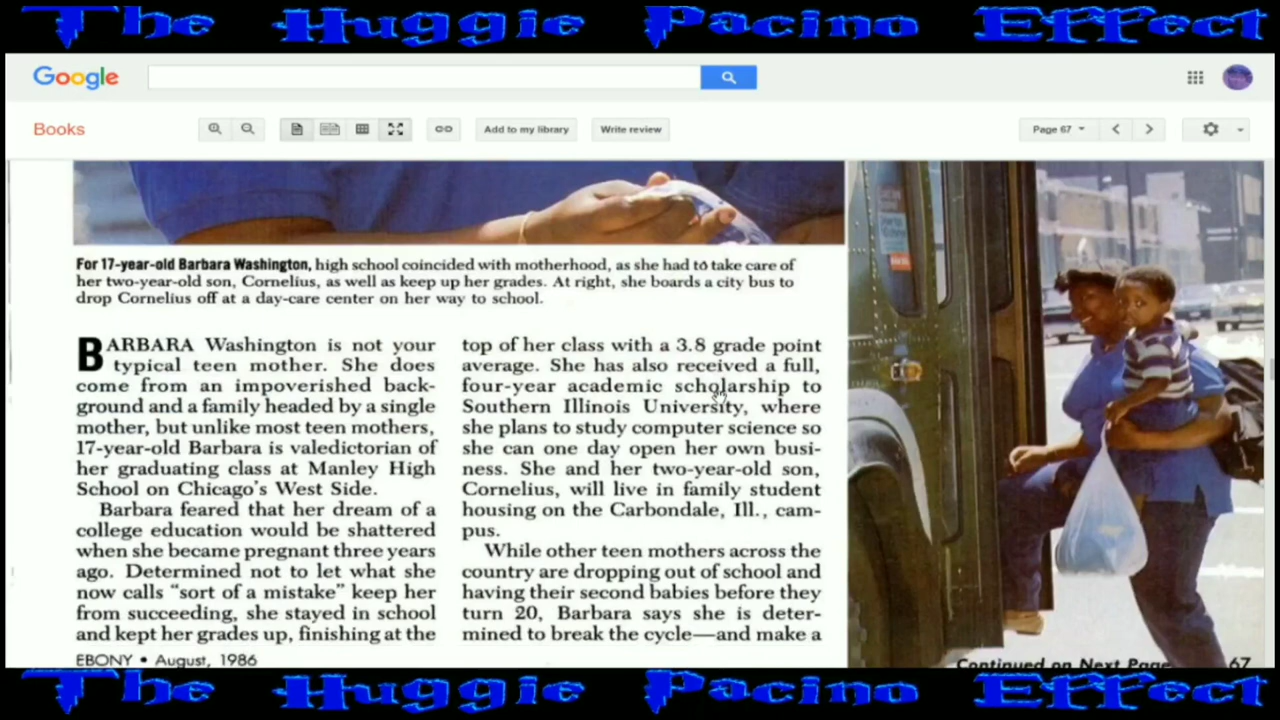 The Huggie Pacino Effect
Google
Books
Add to my library
Write review
Page 67
For 17-year-old Barbara Washington, high school coincided with motherhood, as she had to take care of
her two-year-old son, Cornelius, as well as keep up her grades. At right, she boards a city bus to
drop Cornelius off at a day-care center on her way to school.
BARBARA Washington is not your
typical teen mother. She does
come from an impoverished back-
ground and a family headed by a single
mother, but unlike most teen mothers,
17-year-old Barbara is valedictorian of
her graduating class at Manley High
School on Chicago's West Side.
Barbara feared that her dream of a
college education would be shattered
when she became pregnant three years
ago. Determined not to let what she
now calls "sort of a mistake" keep her
from succeeding, she stayed in school
and kept her grades up, finishing at the
top of her class with a 3.8 grade point
average. She has also received a full,
four-year academic scholarship to
Southern Illinois University, where
she plans to study computer science so
she can one day open her own busi-
ness. She and her two-year-old son,
Cornelius, will live in family student
housing on the Carbondale, Ill., cam-
pus.
While other teen mothers across the
country are dropping out of school and
having their second babies before they
turn 20, Barbara says she is deter-
mined to break the cycle—and make a
EBONY • August, 1986
Continued on Next Page
67
The Huggie Pacino Effect